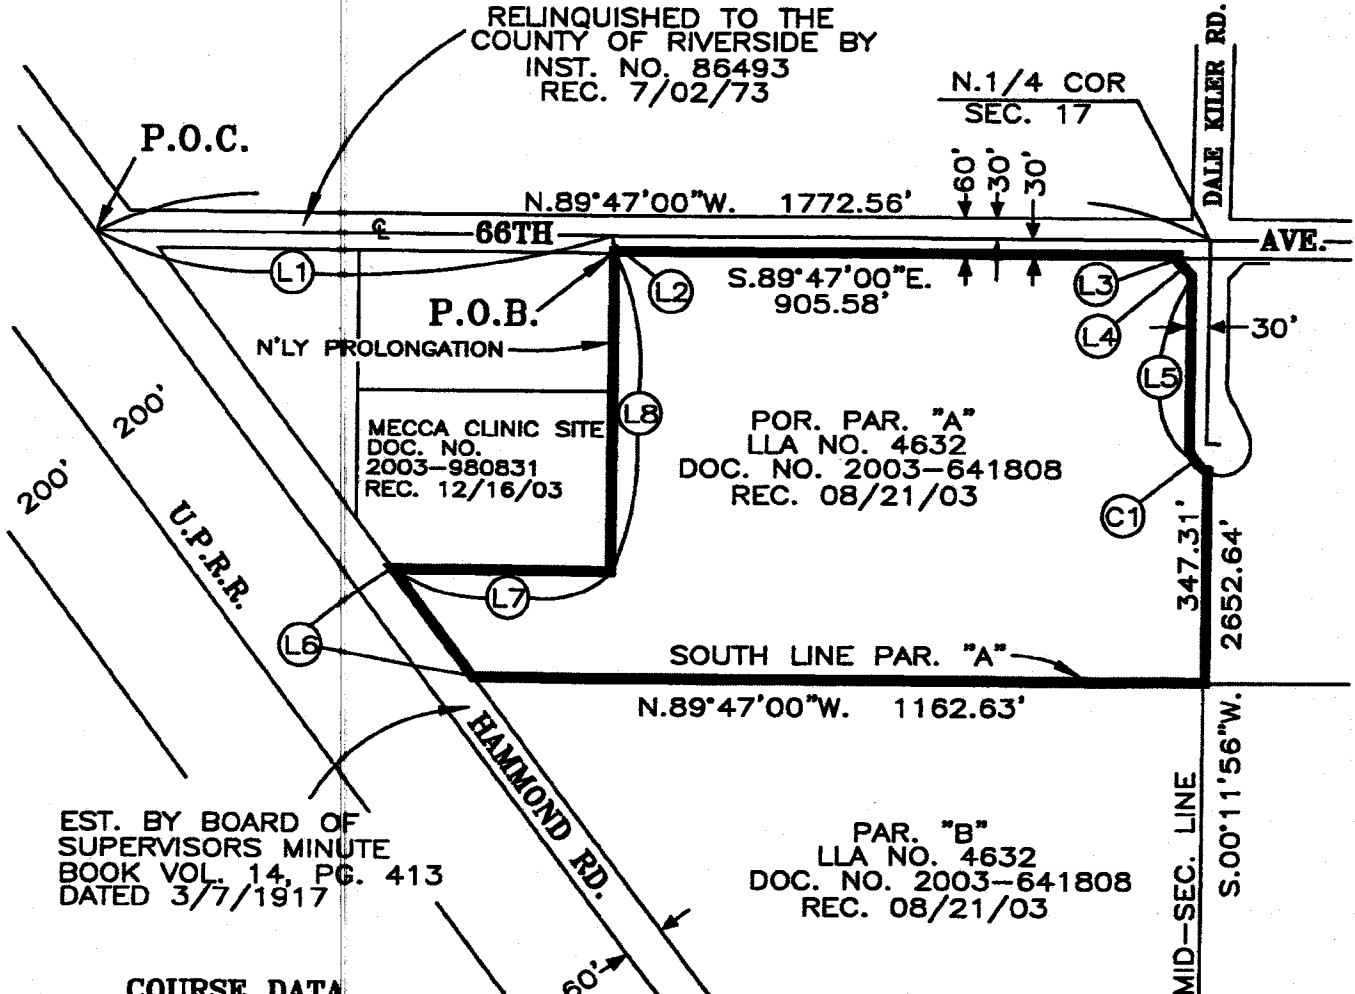 RELINQUISHED TO THE
COUNTY OF RIVERSIDE BY
INST. NO. 86493
REC. 7/02/73
N.1/4 COR
SEC. 17
DALE KILER RD.
P.O.C.
60'
30'
30'
N.89°47'00"W. 1772.56'
℄ 66TH AVE.
L1
L2
S.89°47'00"E.
905.58'
L3
P.O.B.
L4
30'
N'LY PROLONGATION
L5
200'
MECCA CLINIC SITE
DOC. NO.
2003-980831
REC. 12/16/03
L8
POR. PAR. "A"
LLA NO. 4632
DOC. NO. 2003-641808
REC. 08/21/03
200'
U.P.R.R.
C1
347.31'
2652.64'
L7
L6
SOUTH LINE PAR. "A"
N.89°47'00"W. 1162.63'
HAMMOND RD.
S.00°11'56"W.
MID-SEC. LINE
EST. BY BOARD OF
SUPERVISORS MINUTE
BOOK VOL. 14, PG. 413
DATED 3/7/1917
PAR. "B"
LLA NO. 4632
DOC. NO. 2003-641808
REC. 08/21/03
60'
COURSE DATA